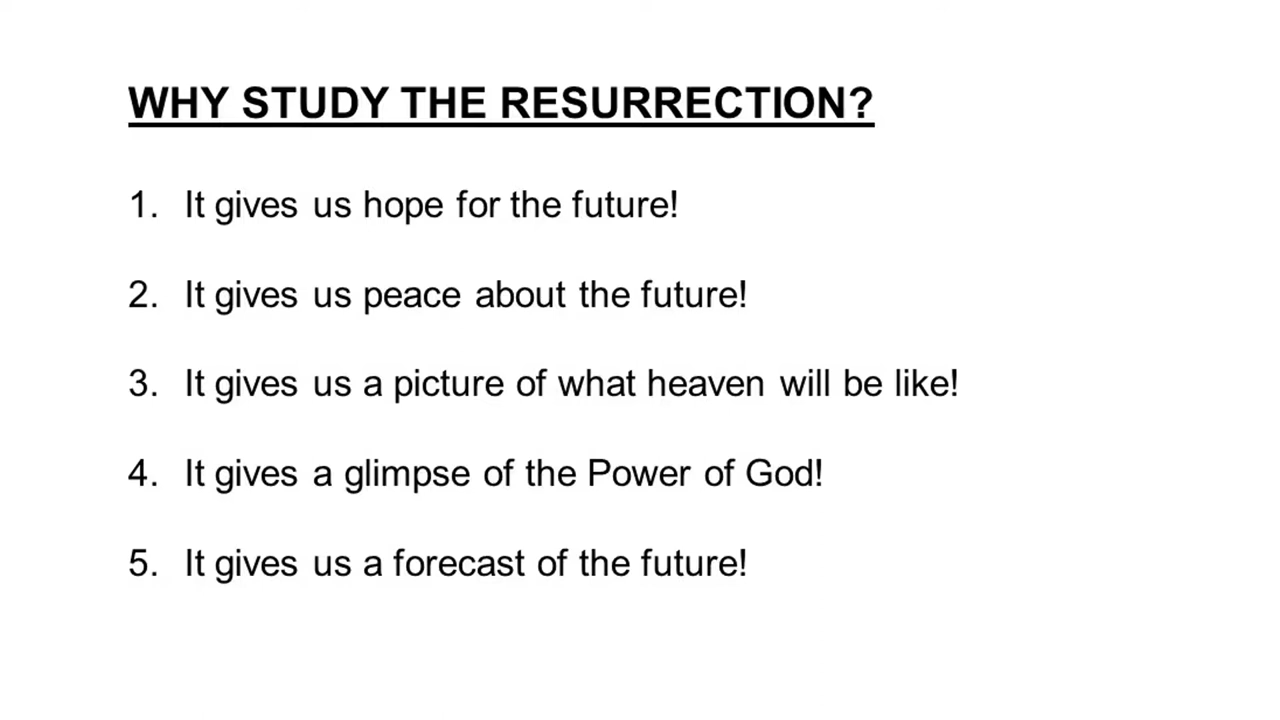 WHY STUDY THE RESURRECTION?
1. It gives us hope for the future!
2. It gives us peace about the future!
3. It gives us a picture of what heaven will be like!
4. It gives a glimpse of the Power of God!
5. It gives us a forecast of the future!